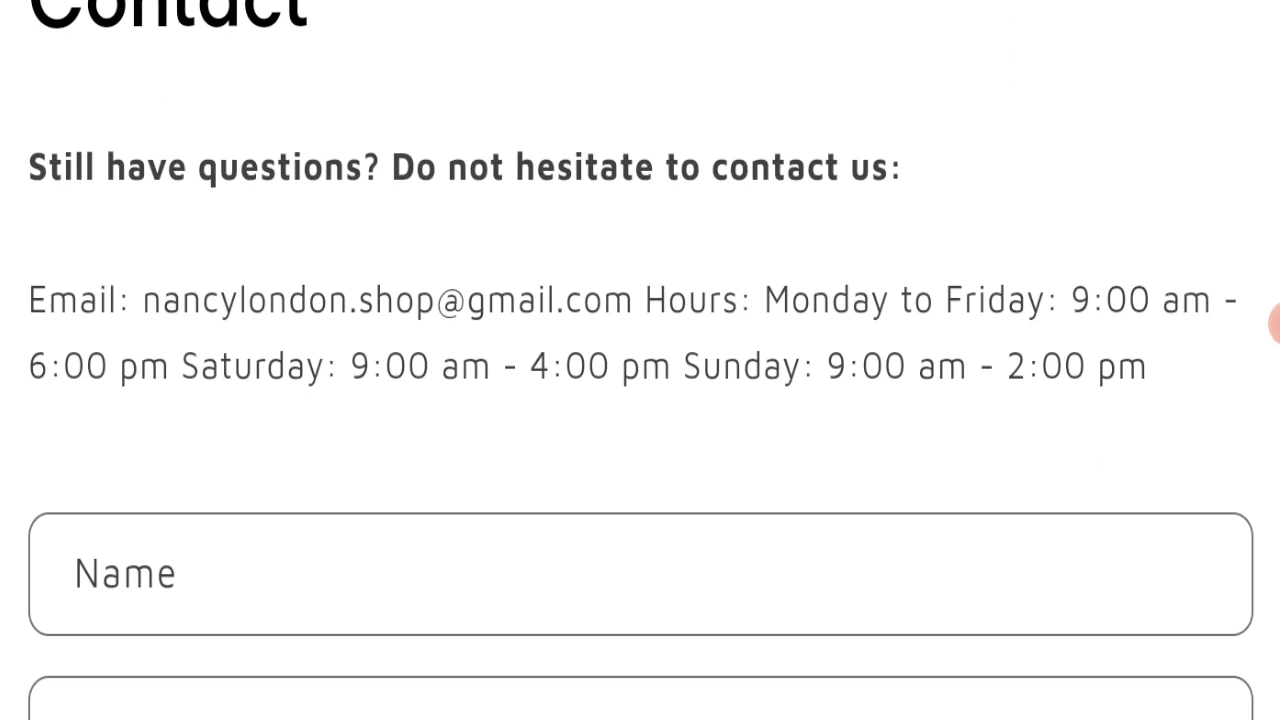 Contact
Still have questions? Do not hesitate to contact us:
Email: nancylondon.shop@gmail.com Hours: Monday to Friday: 9:00 am -
6:00 pm Saturday: 9:00 am - 4:00 pm Sunday: 9:00 am - 2:00 pm
Name